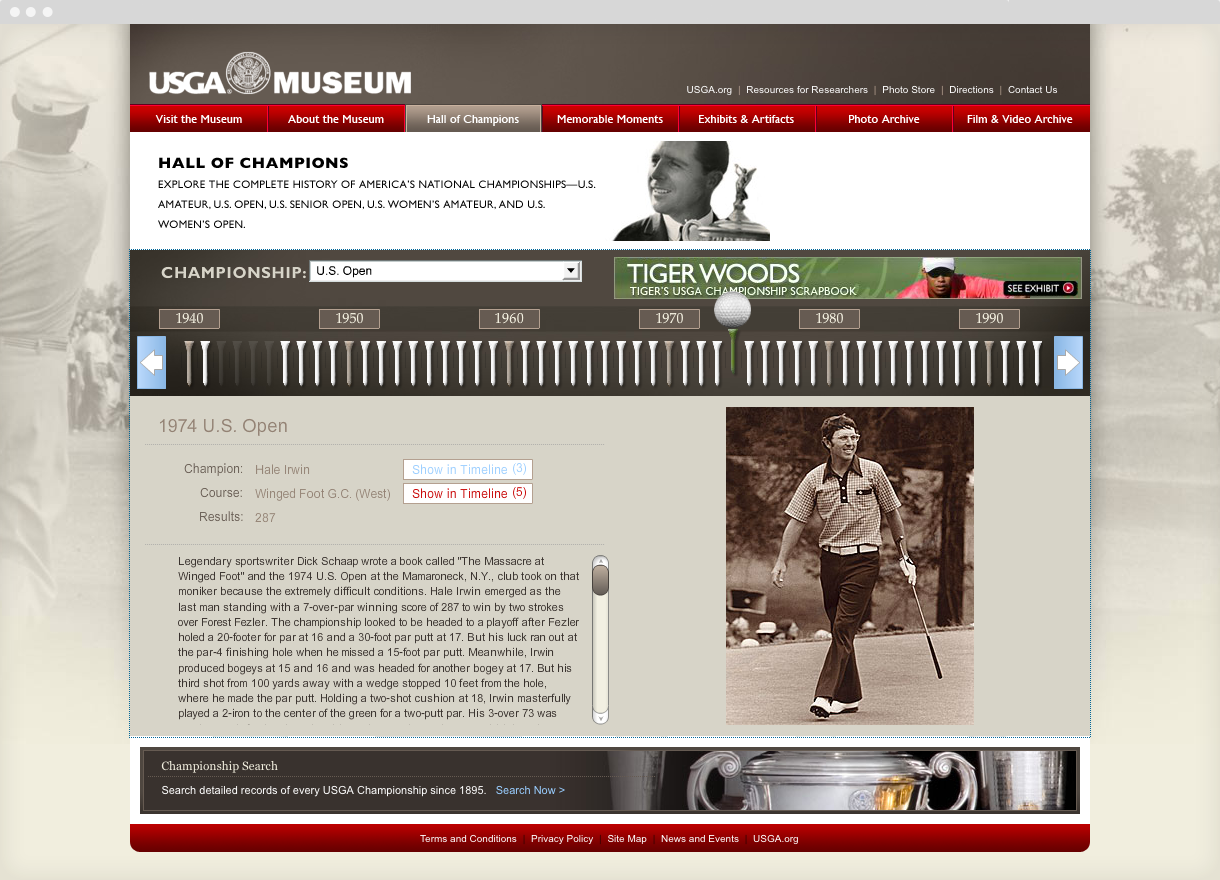 USGA MUSEUM
USGA.org | Resources for Researchers | Photo Store | Directions | Contact Us
Visit the Museum About the Museum Hall of Champions Memorable Moments Exhibits & Artifacts Photo Archive Film & Video Archive
HALL OF CHAMPIONS
EXPLORE THE COMPLETE HISTORY OF AMERICA'S NATIONAL CHAMPIONSHIPS—U.S.
AMATEUR, U.S. OPEN, U.S. SENIOR OPEN, U.S. WOMEN'S AMATEUR, AND U.S.
WOMEN'S OPEN.
CHAMPIONSHIP: U.S. Open
TIGER WOODS
TIGER'S USGA CHAMPIONSHIP SCRAPBOOK
SEE EXHIBIT
1940 1950 1960 1970 1980 1990
1974 U.S. Open
Champion: Hale Irwin Show in Timeline (3)
Course: Winged Foot G.C. (West) Show in Timeline (5)
Results: 287
Legendary sportswriter Dick Schaap wrote a book called "The Massacre at
Winged Foot" and the 1974 U.S. Open at the Mamaroneck, N.Y., club took on that
moniker because the extremely difficult conditions. Hale Irwin emerged as the
last man standing with a 7-over-par winning score of 287 to win by two strokes
over Forest Fezler. The championship looked to be headed to a playoff after Fezler
holed a 20-footer for par at 16 and a 30-foot par putt at 17. But his luck ran out at
the par-4 finishing hole when he missed a 15-foot par putt. Meanwhile, Irwin
produced bogeys at 15 and 16 and was headed for another bogey at 17. But his
third shot from 100 yards away with a wedge stopped 10 feet from the hole,
where he made the par putt. Holding a two-shot cushion at 18, Irwin masterfully
played a 2-iron to the center of the green for a two-putt par. His 3-over 73 was
Championship Search
Search detailed records of every USGA Championship since 1895. Search Now >
Terms and Conditions | Privacy Policy | Site Map | News and Events | USGA.org